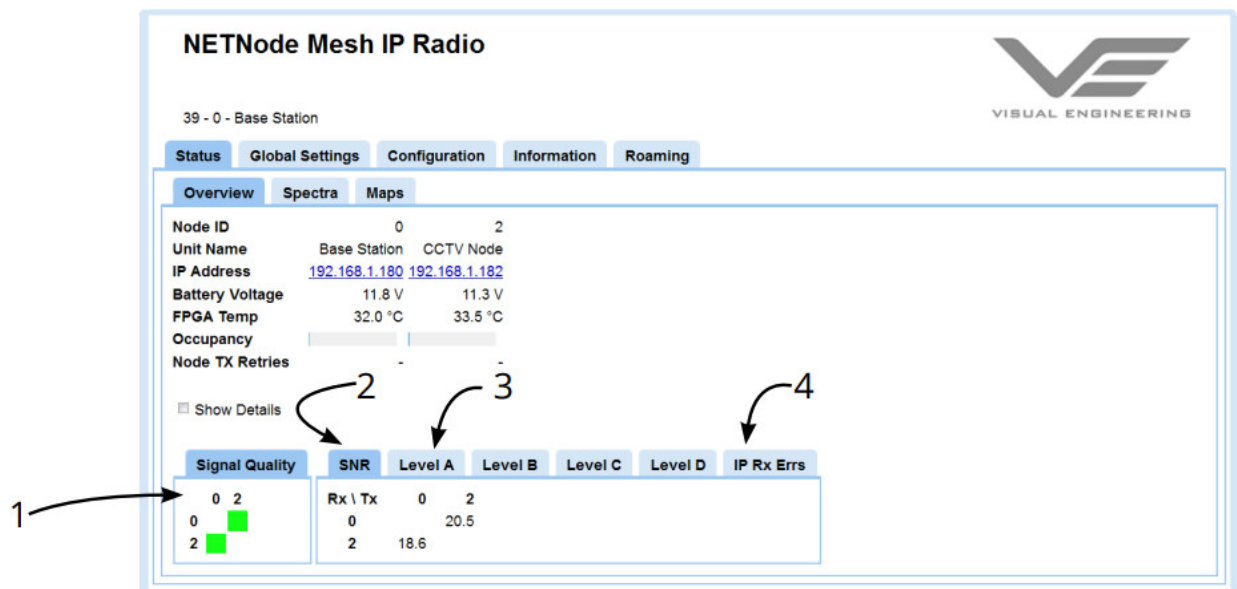 NETNode Mesh IP Radio
VE
VISUAL ENGINEERING
39 - 0 - Base Station
Status Global Settings Configuration Information Roaming
Overview Spectra Maps
Node ID 0 2
Unit Name Base Station CCTV Node
IP Address 192.168.1.180 192.168.1.182
Battery Voltage 11.8 V 11.3 V
FPGA Temp 32.0 °C 33.5 °C
Occupancy
Node TX Retries - -
2 3 4
Show Details
Signal Quality SNR Level A Level B Level C Level D IP Rx Errs
1
0 2 Rx \ Tx 0 2
0 0 20.5
2 2 18.6